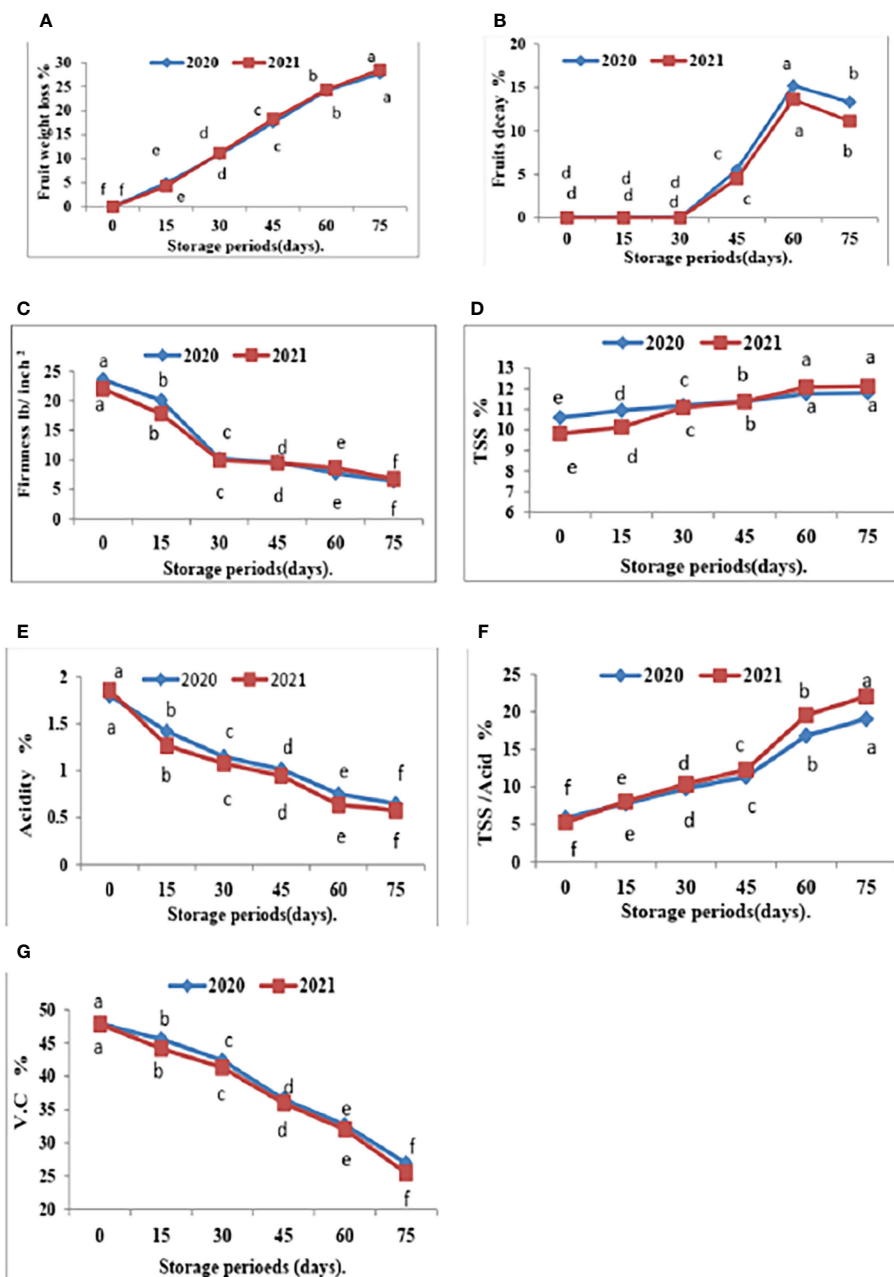 A
2020 2021
Fruit weight loss %
30
25
20
15
10
5
0
f f e e d d c c b b a a
0 15 30 45 60 75
Storage periods(days).
B
2020 2021
Fruits decay %
20
15
10
5
0
d d d d d d c c a a b b
0 15 30 45 60 75
Storage periods(days).
C
2020 2021
Firmness lb/ inch ²
25
20
15
10
5
0
a a b b c c d d e e f f
0 15 30 45 60 75
Storage periods(days).
D
2020 2021
TSS %
13
12
11
10
9
8
7
6
e e d d c c b b a a a a
0 15 30 45 60 75
Storage periods(days).
E
2020 2021
Acidity %
2
1.5
1
0.5
0
a a b b c c d d e e f f
0 15 30 45 60 75
Storage periods(days).
F
2020 2021
TSS /Acid %
25
20
15
10
5
0
f f e e d d c c b b a a
0 15 30 45 60 75
Storage periods(days).
G
2020 2021
V.C %
50
45
40
35
30
25
20
a a b b c c d d e e f f
0 15 30 45 60 75
Storage perioeds (days).